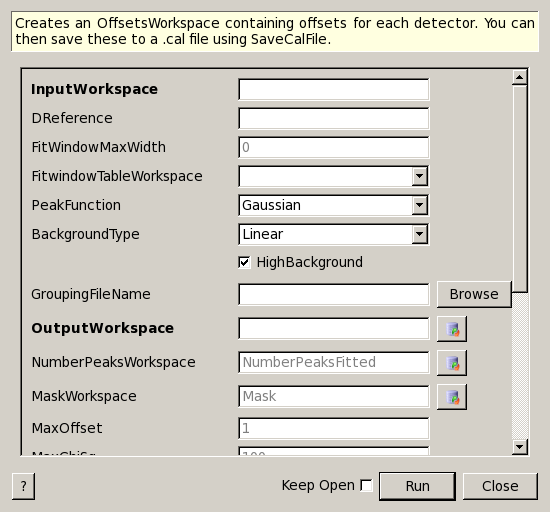 Creates an OffsetsWorkspace containing offsets for each detector. You can
then save these to a .cal file using SaveCalFile.
InputWorkspace
DReference
FitWindowMaxWidth 0
FitwindowTableWorkspace
PeakFunction Gaussian
BackgroundType Linear
HighBackground
GroupingFileName Browse
OutputWorkspace
NumberPeaksWorkspace NumberPeaksFitted
MaskWorkspace Mask
MaxOffset 1
MaxChiSq 100
? Keep Open Run Close